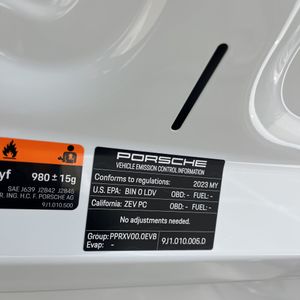 yf 980 ± 15g
SAE J639 J2842 J2845
R. ING. H.C. F. PORSCHE AG
9J1.010.600
PORSCHE
VEHICLE EMISSION CONTROL INFORMATION
Conforms to regulations: 2023 MY
U.S. EPA: BIN 0 LDV OBD: - FUEL: -
California: ZEV PC OBD: - FUEL: -
No adjustments needed.
Group: PPRXV00.0EVB
Evap: -
9J1.010.005.D